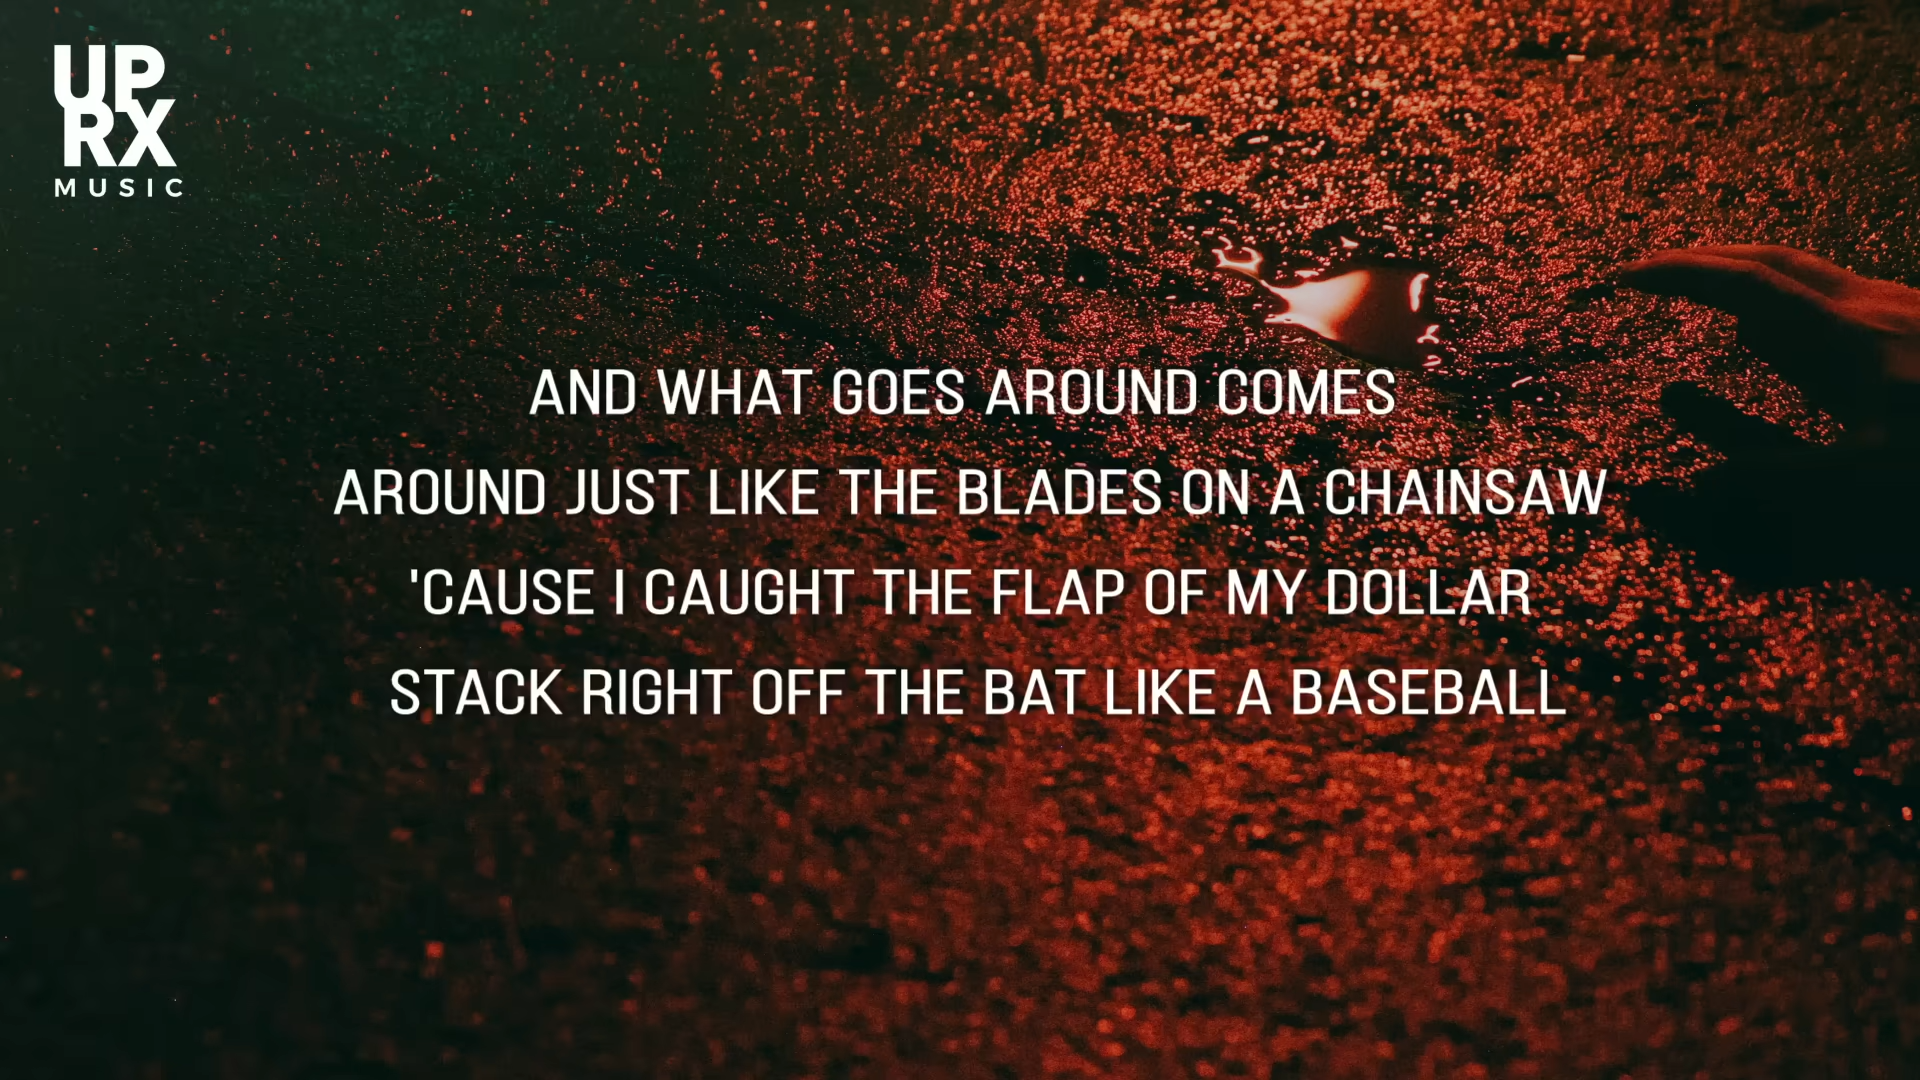 UP
RX
MUSIC
AND WHAT GOES AROUND COMES
AROUND JUST LIKE THE BLADES ON A CHAINSAW
'CAUSE I CAUGHT THE FLAP OF MY DOLLAR
STACK RIGHT OFF THE BAT LIKE A BASEBALL